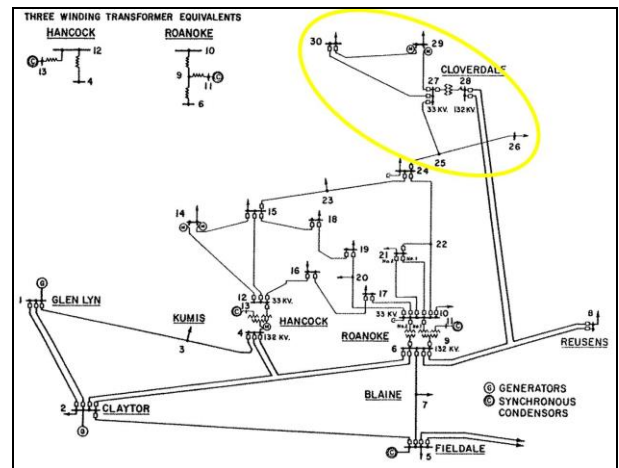 THREE WINDING TRANSFORMER EQUIVALENTS
HANCOCK
ROANOKE
12
C
13
4
10
9
C
11
6
30
29
CLOVERDALE
27
28
33 KV.
132 KV.
26
25
24
C
23
15
14
18
19
20
21
22
16
17
12
33 KV.
13
C
HANCOCK
4
132 KV.
33 KV.
10
C
ROANOKE
11
C
9
6
132 KV.
G
1
GLEN LYN
KUMIS
3
8
REUSENS
2
CLAYTOR
G
BLAINE
7
C
5
FIELDALE
G GENERATORS
C SYNCHRONOUS
CONDENSORS